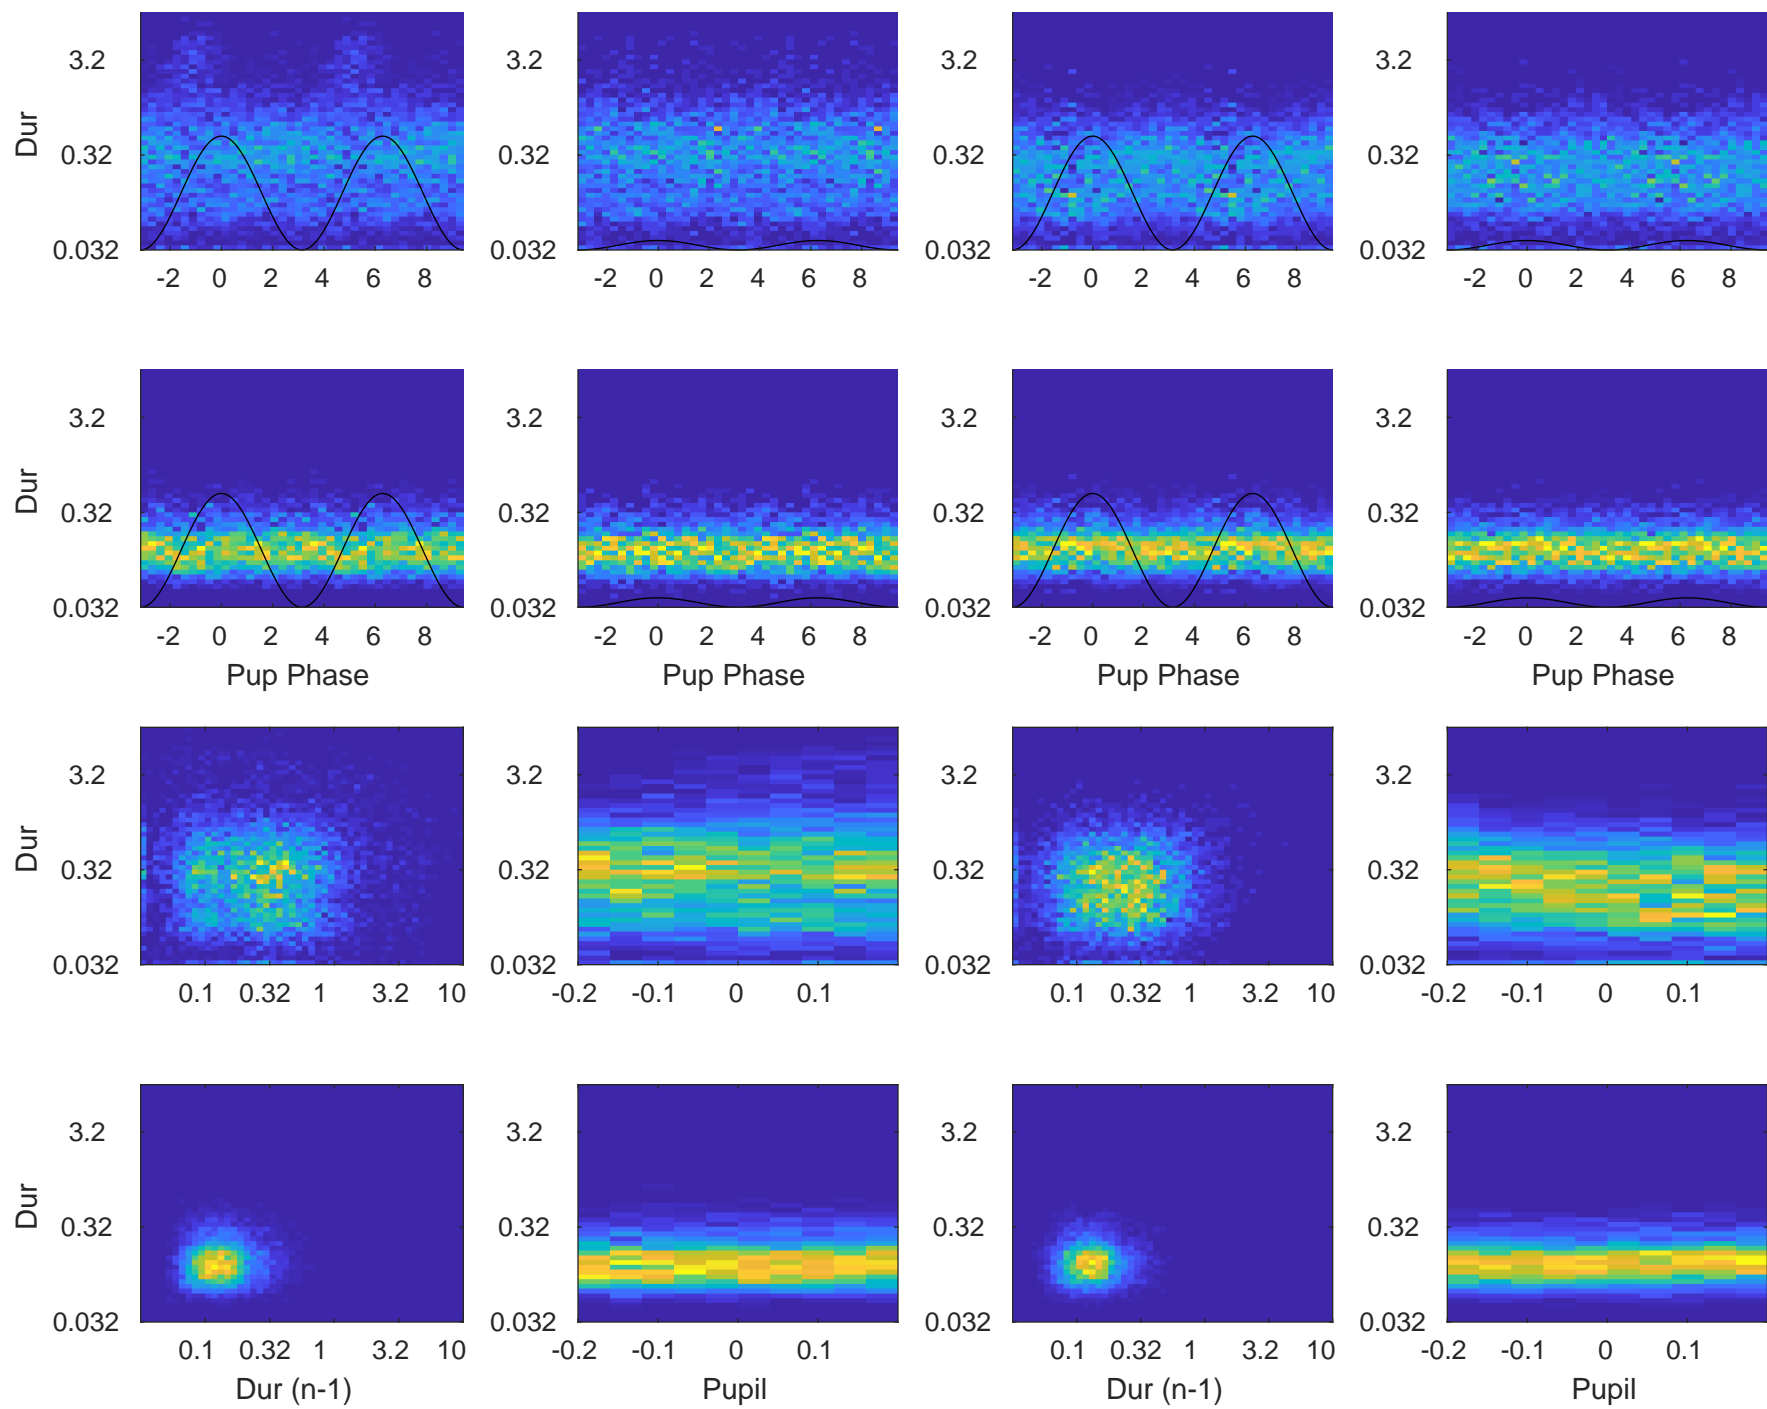 3.2 3.2 3.2 3.2
Dur
0.32 0.32 0.32 0.32
0.032 0.032 0.032 0.032
-2 0 2 4 6 8 -2 0 2 4 6 8 -2 0 2 4 6 8 -2 0 2 4 6 8
3.2 3.2 3.2 3.2
Dur
0.32 0.32 0.32 0.32
0.032 0.032 0.032 0.032
-2 0 2 4 6 8 -2 0 2 4 6 8 -2 0 2 4 6 8 -2 0 2 4 6 8
Pup Phase Pup Phase Pup Phase Pup Phase
3.2 3.2 3.2 3.2
Dur
0.32 0.32 0.32 0.32
0.032 0.032 0.032 0.032
0.1 0.32 1 3.2 10 -0.2 -0.1 0 0.1 0.1 0.32 1 3.2 10 -0.2 -0.1 0 0.1
3.2 3.2 3.2 3.2
Dur
0.32 0.32 0.32 0.32
0.032 0.032 0.032 0.032
0.1 0.32 1 3.2 10 -0.2 -0.1 0 0.1 0.1 0.32 1 3.2 10 -0.2 -0.1 0 0.1
Dur (n-1) Pupil Dur (n-1) Pupil